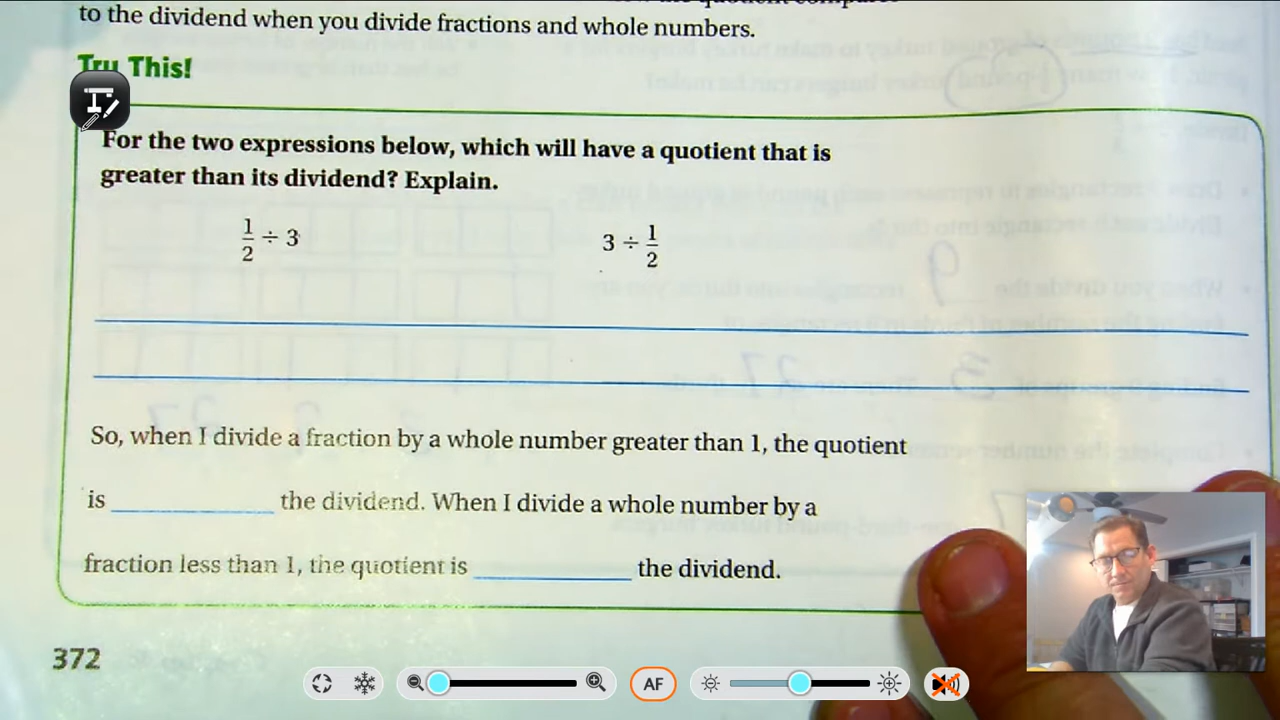 to the dividend when you divide fractions and whole numbers.
Try This!
For the two expressions below, which will have a quotient that is
greater than its dividend? Explain.
1/2 ÷ 3
3 ÷ 1/2
So, when I divide a fraction by a whole number greater than 1, the quotient
is ____________ the dividend. When I divide a whole number by a
fraction less than 1, the quotient is ____________ the dividend.
372
AF